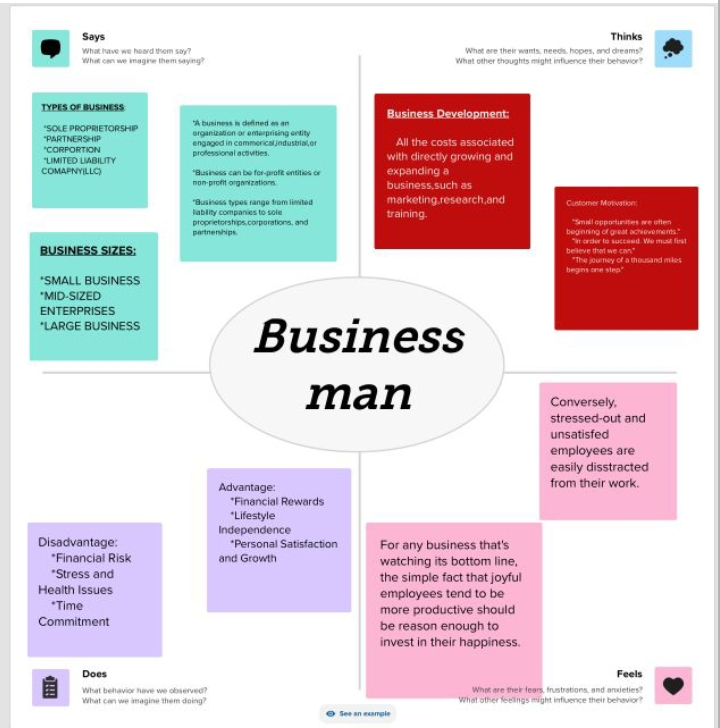 Says
What have we heard them say?
What can we imagine them saying?
Thinks
What are their wants, needs, hopes, and dreams?
What other thoughts might influence their behavior?
TYPES OF BUSINESS:
*SOLE PROPRIETORSHIP
*PARTNERSHIP
*CORPORTION
*LIMITED LIABILITY
COMAPNY(LLC)
*A business is defined as an
organization or enterprising entity
engaged in commerical,industrial,or
professional activities.
*Business can be for-profit entities or
non-profit organizations.
*Business types range from limited
liability companies to sole
proprietorships,corporations, and
partnerships.
BUSINESS SIZES:
*SMALL BUSINESS
*MID-SIZED
ENTERPRISES
*LARGE BUSINESS
Business Development:
All the costs associated
with directly growing and
expanding a
business,such as
marketing,research,and
training.
Customer Motivation:
"Small opportunities are often
beginning of great achievements."
"In order to succeed. We must first
believe that we can."
"The journey of a thousand miles
begins one step."
Business
man
Disadvantage:
*Financial Risk
*Stress and
Health Issues
*Time
Commitment
Advantage:
*Financial Rewards
*Lifestyle
Independence
*Personal Satisfaction
and Growth
Conversely,
stressed-out and
unsatisfed
employees are
easily disstracted
from their work.
For any business that's
watching its bottom line,
the simple fact that joyful
employees tend to be
more productive should
be reason enough to
invest in their happiness.
Does
What behavior have we observed?
What can we imagine them doing?
Feels
What are their fears, frustrations, and anxieties?
What other feelings might influence their behavior?
See an example